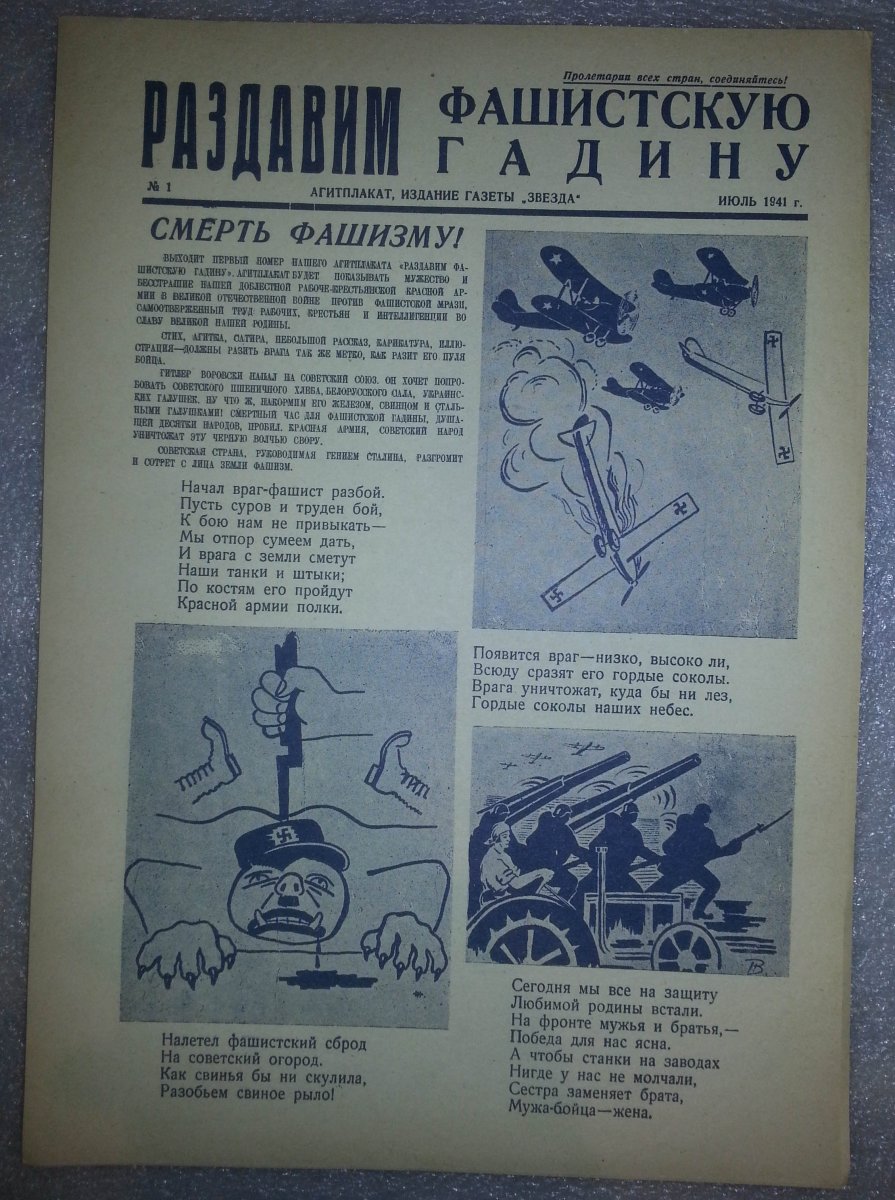 Пролетарии всех стран, соединяйтесь!
РАЗДАВИМ ФАШИСТСКУЮ
ГАДИНУ
№ 1 АГИТПЛАКАТ, ИЗДАНИЕ ГАЗЕТЫ „ЗВЕЗДА“ ИЮЛЬ 1941 г.
СМЕРТЬ ФАШИЗМУ!
ВЫХОДИТ ПЕРВЫЙ НОМЕР НАШЕГО АГИТПЛАКАТА «РАЗДАВИМ ФА-
ШИСТСКУЮ ГАДИНУ». АГИТПЛАКАТ БУДЕТ ПОКАЗЫВАТЬ МУЖЕСТВО И
БЕССТРАШИЕ НАШЕЙ ДОБЛЕСТНОЙ РАБОЧЕ-КРЕСТЬЯНСКОЙ КРАСНОЙ АР-
МИИ В ВЕЛИКОЙ ОТЕЧЕСТВЕННОЙ ВОЙНЕ ПРОТИВ ФАШИСТСКОЙ МРАЗИ,
САМООТВЕРЖЕННЫЙ ТРУД РАБОЧИХ, КРЕСТЬЯН И ИНТЕЛЛИГЕНЦИИ ВО
СЛАВУ ВЕЛИКОЙ НАШЕЙ РОДИНЫ.
СТИХ, АГИТКА, САТИРА, НЕБОЛЬШОЙ РАССКАЗ, КАРИКАТУРА, ИЛЛЮ-
СТРАЦИЯ—ДОЛЖНЫ РАЗИТЬ ВРАГА ТАК ЖЕ МЕТКО, КАК РАЗИТ ЕГО ПУЛЯ
БОЙЦА.
ГИТЛЕР ВОРОВСКИ НАПАЛ НА СОВЕТСКИЙ СОЮЗ. ОН ХОЧЕТ ПОПРО-
БОВАТЬ СОВЕТСКОГО ПШЕНИЧНОГО ХЛЕБА, БЕЛОРУССКОГО САЛА, УКРАИНС-
КИХ ГАЛУШЕК. НУ ЧТО Ж, НАКОРМИМ ЕГО ЖЕЛЕЗОМ, СВИНЦОМ И СТАЛЬ-
НЫМИ ГАЛУШКАМИ! СМЕРТНЫЙ ЧАС ДЛЯ ФАШИСТСКОЙ ГАДИНЫ, ДУША-
ЩЕЙ ДЕСЯТКИ НАРОДОВ, ПРОБИЛ. КРАСНАЯ АРМИЯ, СОВЕТСКИЙ НАРОД
УНИЧТОЖАТ ЭТУ ЧЕРНУЮ ВОЛЧЬЮ СВОРУ.
СОВЕТСКАЯ СТРАНА, РУКОВОДИМАЯ ГЕНИЕМ СТАЛИНА, РАЗГРОМИТ
И СОТРЕТ С ЛИЦА ЗЕМЛИ ФАШИЗМ.
Начал враг-фашист разбой.
Пусть суров и труден бой,
К бою нам не привыкать—
Мы отпор сумеем дать,
И врага с земли сметут
Наши танки и штыки;
По костям его пройдут
Красной армии полки.
Появится враг—низко, высоко ли,
Всюду сразят его гордые соколы.
Врага уничтожат, куда бы ни лез,
Гордые соколы наших небес.
Налетел фашистский сброд
На советский огород.
Как свинья бы ни скулила,
Разобьем свиное рыло!
Сегодня мы все на защиту
Любимой родины встали.
На фронте мужья и братья,—
Победа для нас ясна.
А чтобы станки на заводах
Нигде у нас не молчали,
Сестра заменяет брата,
Мужа-бойца—жена.